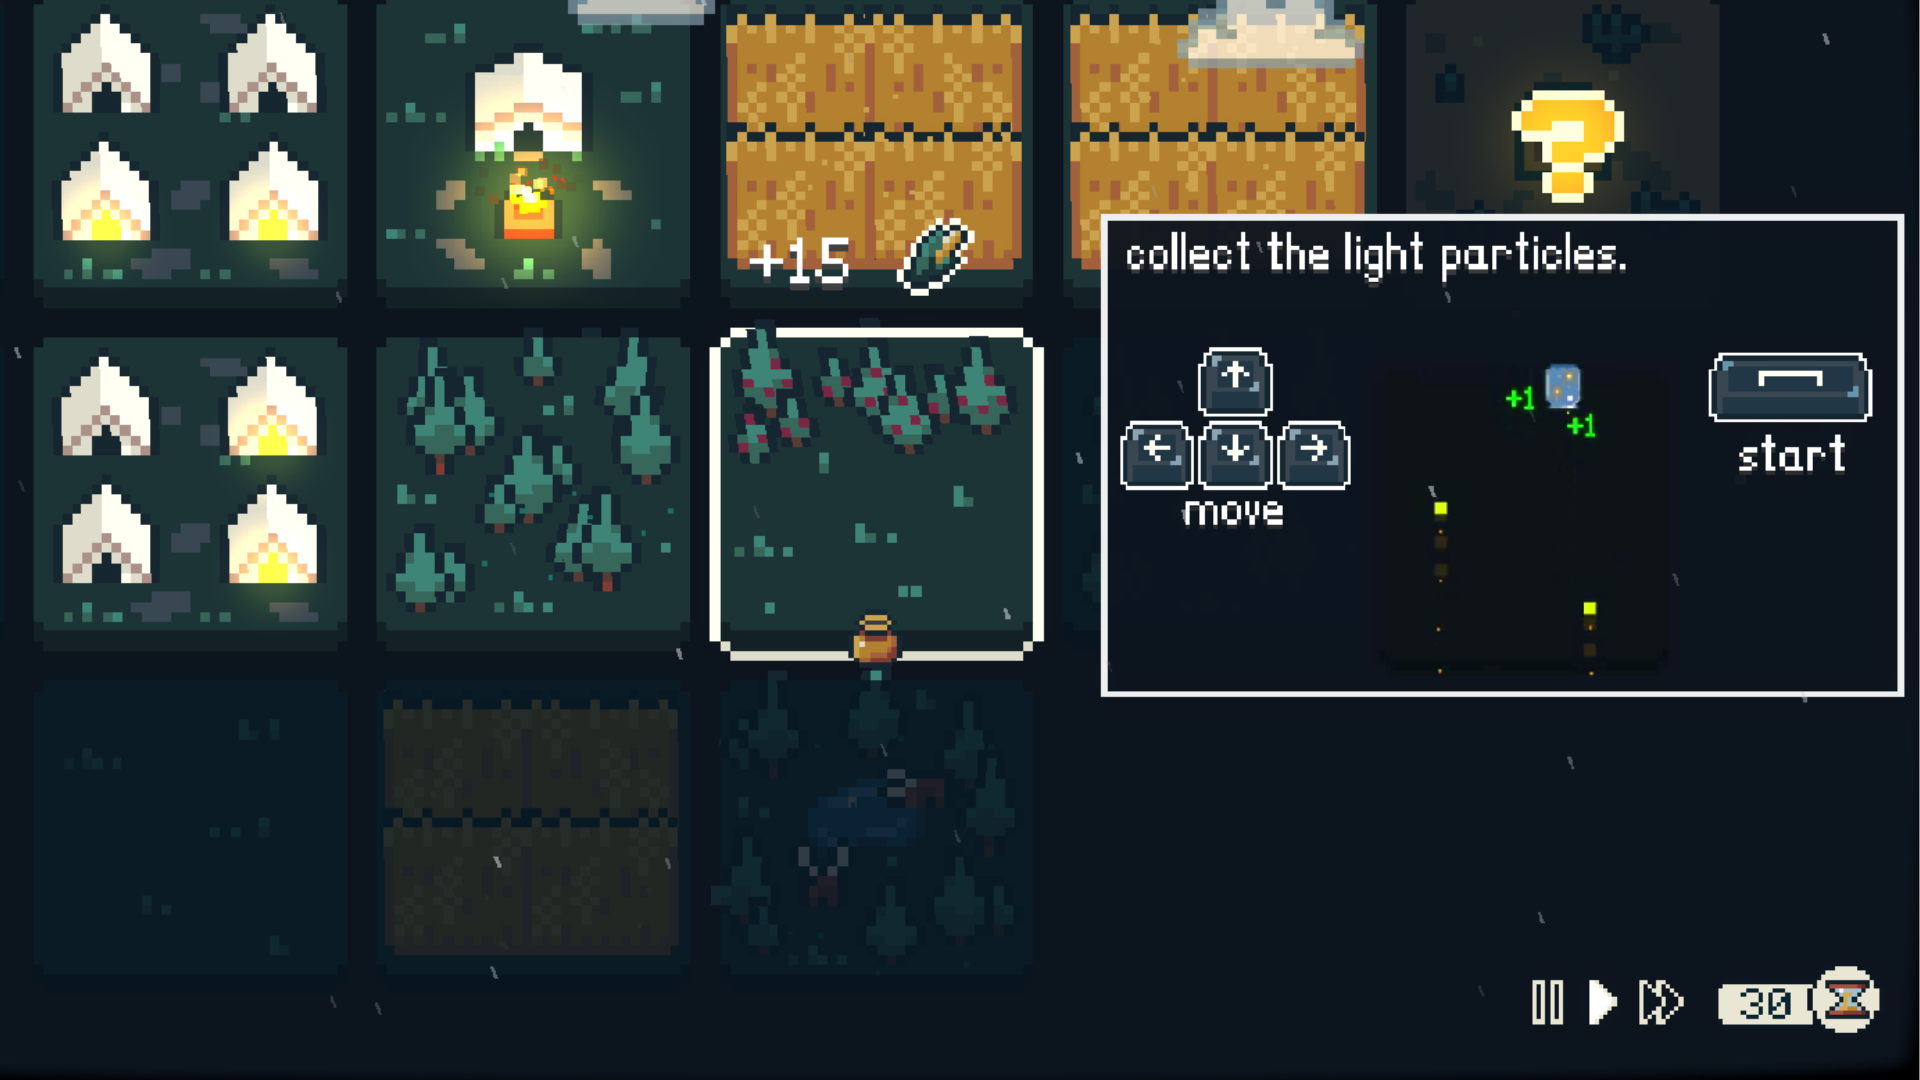 +15
collect the light particles.
+1
+1
start
move
30